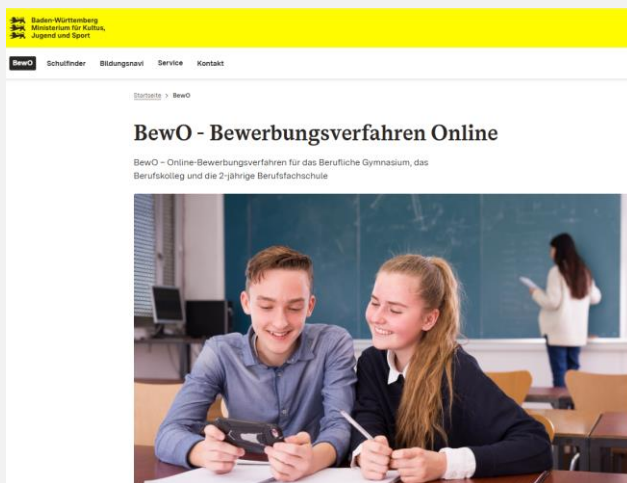 Baden-Württemberg
Ministerium für Kultus,
Jugend und Sport
BewO Schulfinder Bildungsnavi Service Kontakt
Startseite > BewO
BewO - Bewerbungsverfahren Online
BewO – Online-Bewerbungsverfahren für das Berufliche Gymnasium, das
Berufskolleg und die 2-jährige Berufsfachschule